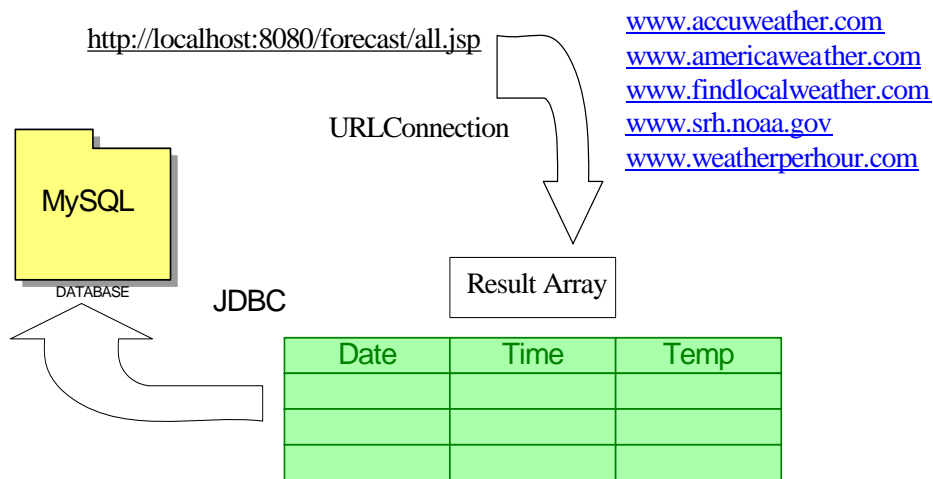 http://localhost:8080/forecast/all.jsp
www.accuweather.com
www.americaweather.com
www.findlocalweather.com
www.srh.noaa.gov
www.weatherperhour.com
URLConnection
MySQL
DATABASE
JDBC
Result Array
Date Time Temp